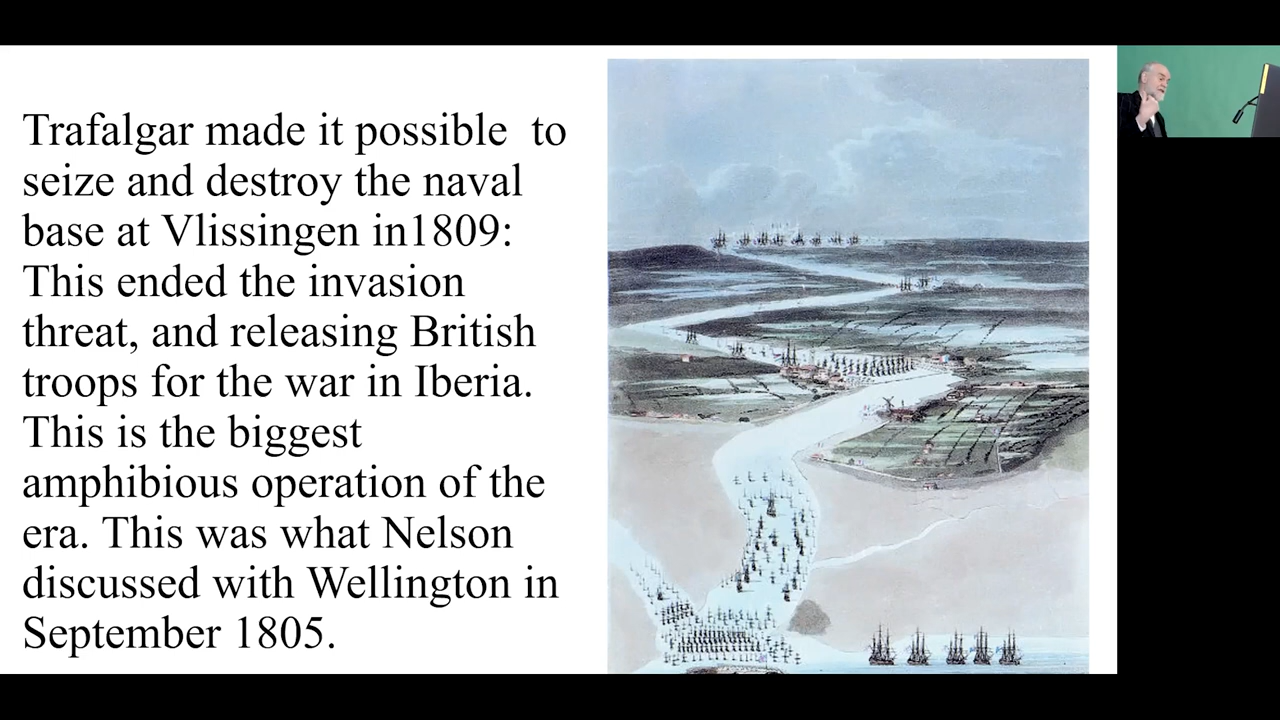 Trafalgar made it possible  to
seize and destroy the naval
base at Vlissingen in1809:
This ended the invasion
threat, and releasing British
troops for the war in Iberia.
This is the biggest
amphibious operation of the
era. This was what Nelson
discussed with Wellington in
September 1805.